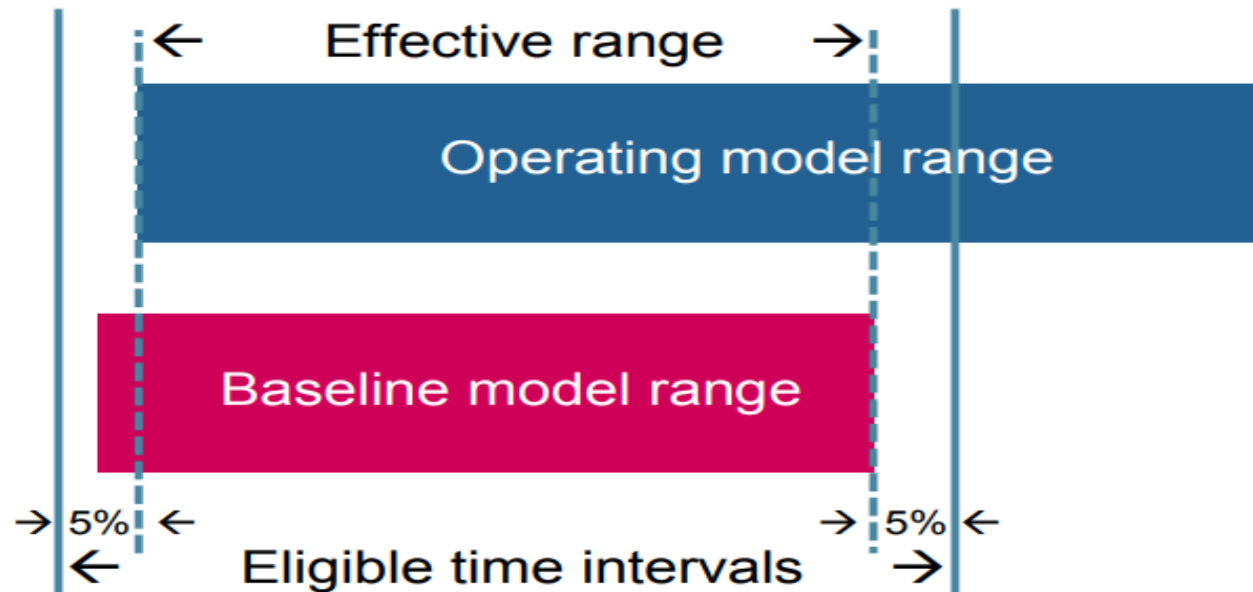 ← Effective range →
Operating model range
Baseline model range
→ 5% ← → 5% ←
← Eligible time intervals →